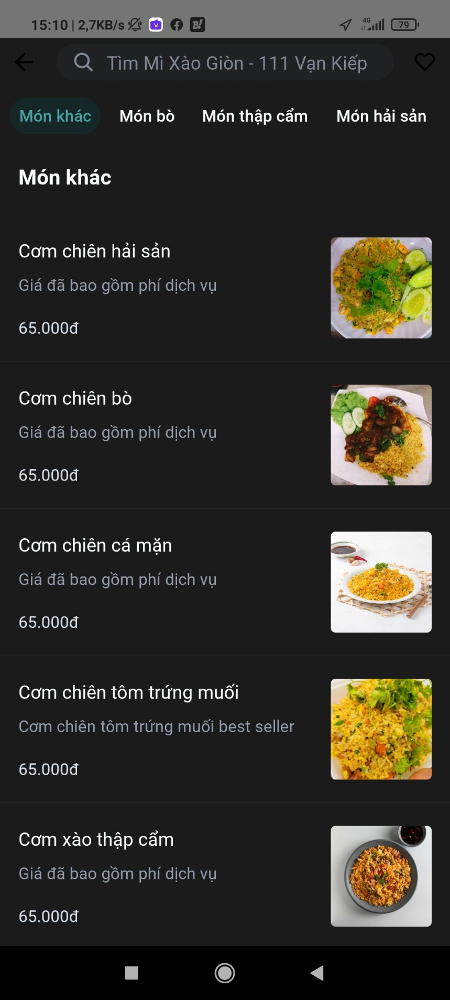 15:10 | 2,7KB/s
B!
4G
79
Tìm Mì Xào Giòn - 111 Vạn Kiếp
Món khác
Món bò
Món thập cẩm
Món hải sản
Món khác
Cơm chiên hải sản
Giá đã bao gồm phí dịch vụ
65.000đ
Cơm chiên bò
Giá đã bao gồm phí dịch vụ
65.000đ
Cơm chiên cá mặn
Giá đã bao gồm phí dịch vụ
65.000đ
Cơm chiên tôm trứng muối
Cơm chiên tôm trứng muối best seller
65.000đ
Cơm xào thập cẩm
Giá đã bao gồm phí dịch vụ
65.000đ